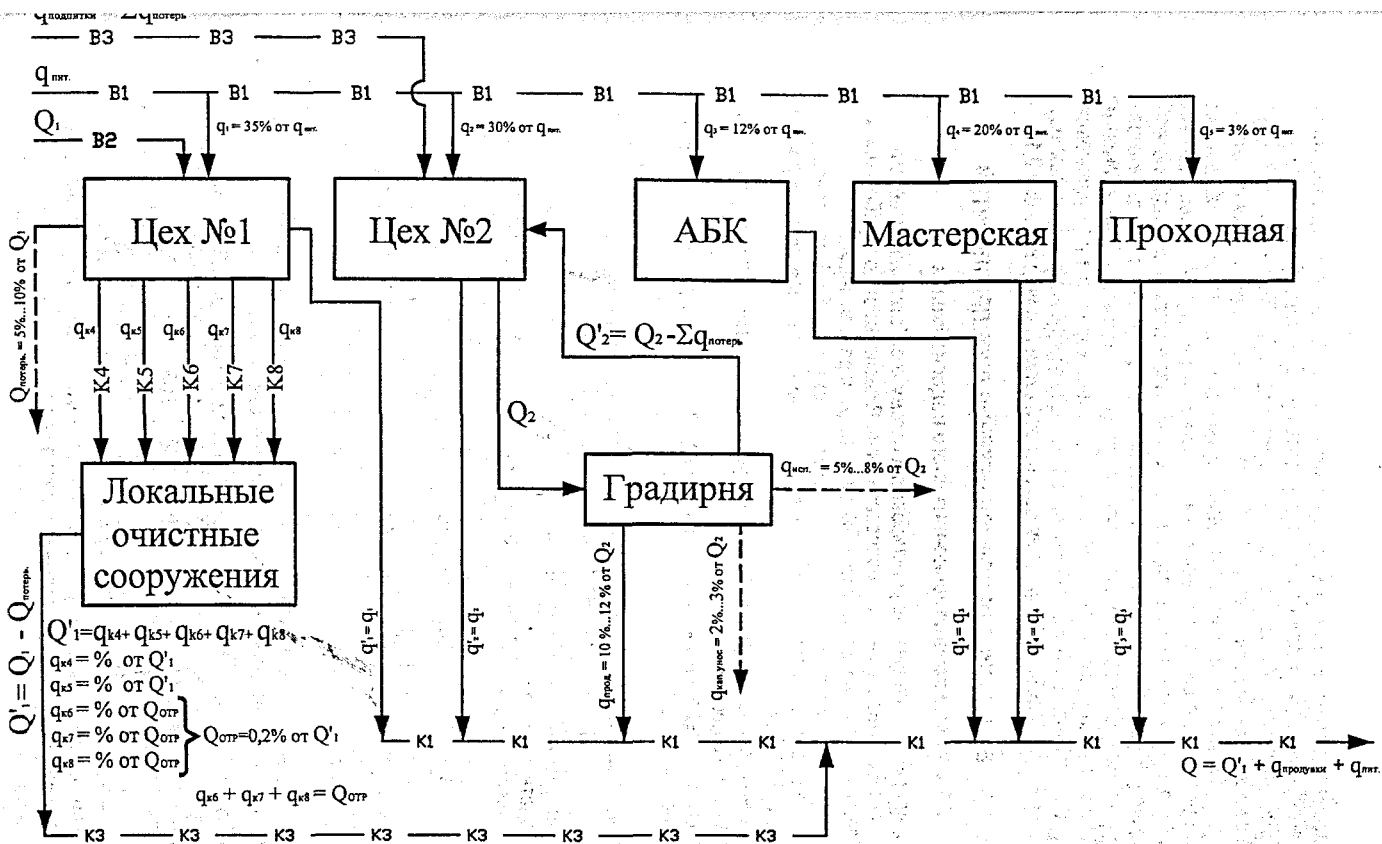 qподпитки = Σqпотерь
В3 В3 В3
qпит.
В1 В1 В1 В1 В1 В1 В1 В1 В1
Q1
В2
q1 = 35% от qпит.
q2 = 30% от qпит.
q3 = 12% от qпит.
q4 = 20% от qпит.
q5 = 3% от qпит.
Цех №1
Цех №2
АБК
Мастерская
Проходная
Qпотерь. = 5%...10% от Q1
qк4 qк5 qк6 qк7 qк8
К4 К5 К6 К7 К8
Q'2= Q2 -Σqпотерь
Q2
Градирня
qисп. = 5%...8% от Q2
Локальные
очистные
сооружения
qпрод. = 10 %...12 % от Q2
qкап.унос = 2%...3% от Q2
q'1 = q1
q'2 = q2
q'3 = q3
q'4 = q4
q'5 = q5
Q'1= Q1 - Qпотерь.
Q'1=qк4+ qк5+ qк6+ qк7+ qк8
qк4 = % от Q'1
qк5 = % от Q'1
qк6 = % от QОТР
qк7 = % от QОТР
qк8 = % от QОТР
QОТР=0,2% от Q'1
qк6 + qк7 + qк8 = QОТР
К1 К1 К1 К1 К1 К1 К1 К1
Q = Q'1 + qпродувки + qпит.
К3 К3 К3 К3 К3 К3 К3 К3